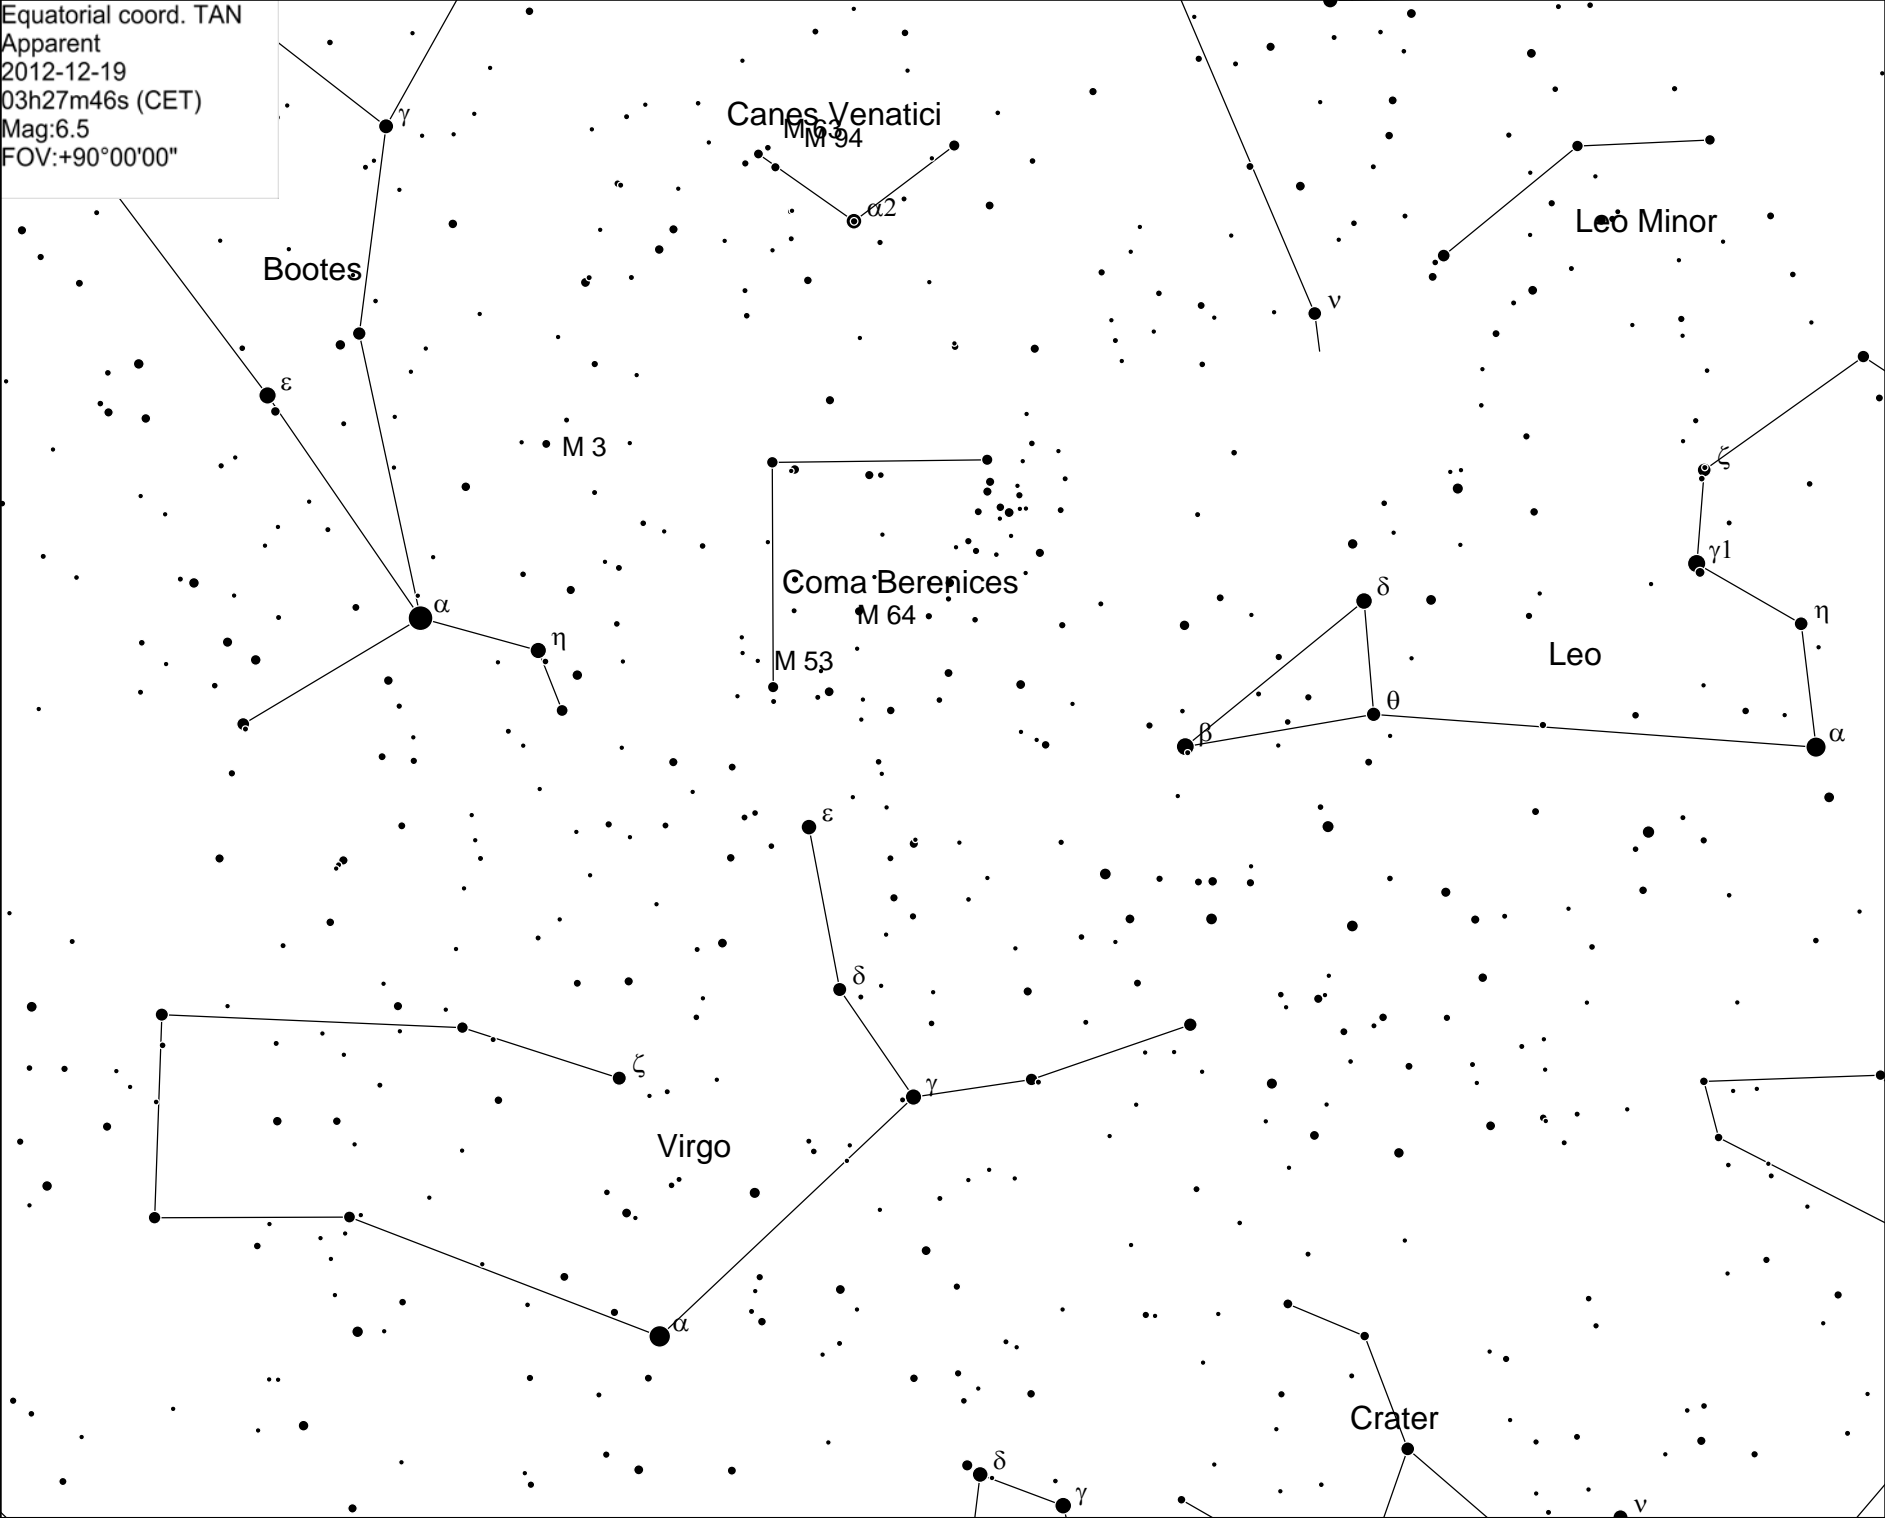 Equatorial coord. TAN
Apparent
2012-12-19
03h27m46s (CET)
Mag:6.5
FOV:+90°00'00"
γ
Canes Venatici
M 63
M 94
α2
Leo Minor
Bootes
ν
ε
M 3
ζ
γ1
Coma Berenices
δ
α
M 64
η
η
Leo
M 53
θ
β
α
ε
δ
ζ
γ
Virgo
α
Crater
δ
γ
ν